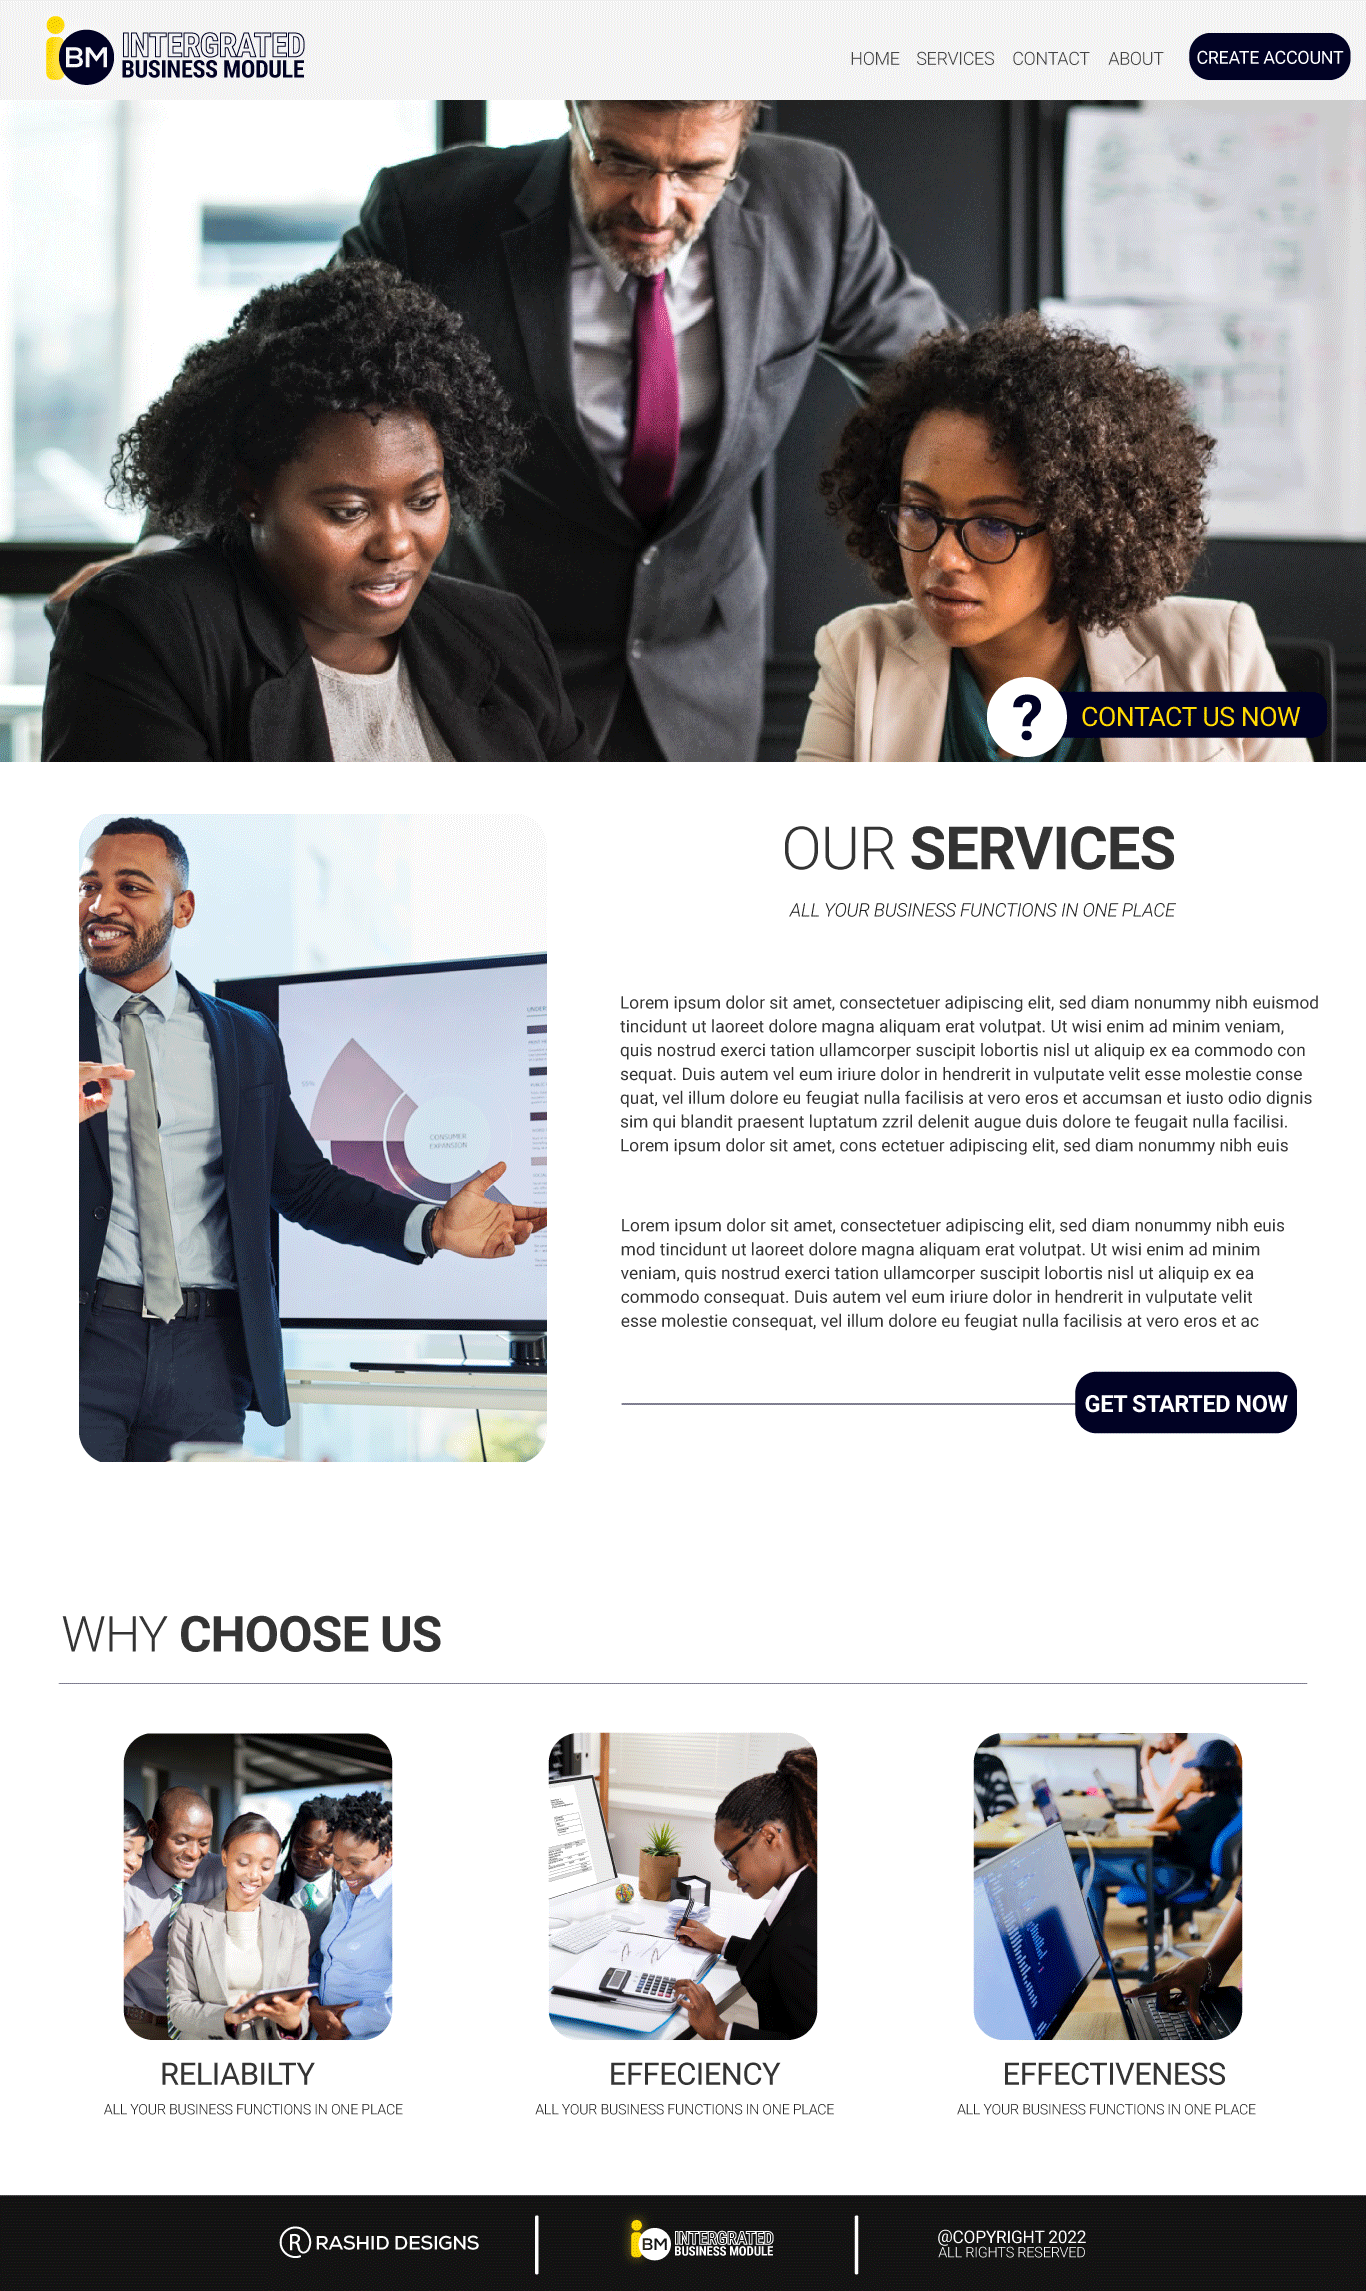 iBM INTERGRATED
BUSINESS MODULE
HOME SERVICES CONTACT ABOUT CREATE ACCOUNT
? CONTACT US NOW
OUR SERVICES
ALL YOUR BUSINESS FUNCTIONS IN ONE PLACE
CONSUMER
EXPANSION
Lorem ipsum dolor sit amet, consectetuer adipiscing elit, sed diam nonummy nibh euismod
tincidunt ut laoreet dolore magna aliquam erat volutpat. Ut wisi enim ad minim veniam,
quis nostrud exerci tation ullamcorper suscipit lobortis nisl ut aliquip ex ea commodo con
sequat. Duis autem vel eum iriure dolor in hendrerit in vulputate velit esse molestie conse
quat, vel illum dolore eu feugiat nulla facilisis at vero eros et accumsan et iusto odio dignis
sim qui blandit praesent luptatum zzril delenit augue duis dolore te feugait nulla facilisi.
Lorem ipsum dolor sit amet, cons ectetuer adipiscing elit, sed diam nonummy nibh euis
Lorem ipsum dolor sit amet, consectetuer adipiscing elit, sed diam nonummy nibh euis
mod tincidunt ut laoreet dolore magna aliquam erat volutpat. Ut wisi enim ad minim
veniam, quis nostrud exerci tation ullamcorper suscipit lobortis nisl ut aliquip ex ea
commodo consequat. Duis autem vel eum iriure dolor in hendrerit in vulputate velit
esse molestie consequat, vel illum dolore eu feugiat nulla facilisis at vero eros et ac
GET STARTED NOW
WHY CHOOSE US
RELIABILTY
ALL YOUR BUSINESS FUNCTIONS IN ONE PLACE
EFFECIENCY
ALL YOUR BUSINESS FUNCTIONS IN ONE PLACE
EFFECTIVENESS
ALL YOUR BUSINESS FUNCTIONS IN ONE PLACE
R RASHID DESIGNS
iBM INTERGRATED
BUSINESS MODULE
@COPYRIGHT 2022
ALL RIGHTS RESERVED